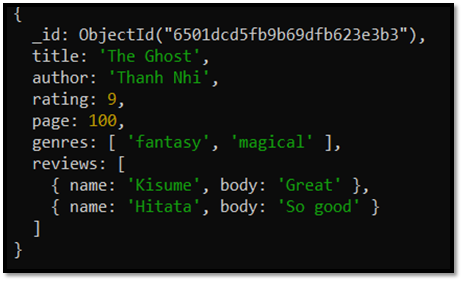 {
_id: ObjectId("6501dcd5fb9b69dfb623e3b3"),
title: 'The Ghost',
author: 'Thanh Nhi',
rating: 9,
page: 100,
genres: [ 'fantasy', 'magical' ],
reviews: [
{ name: 'Kisume', body: 'Great' },
{ name: 'Hitata', body: 'So good' }
]
}